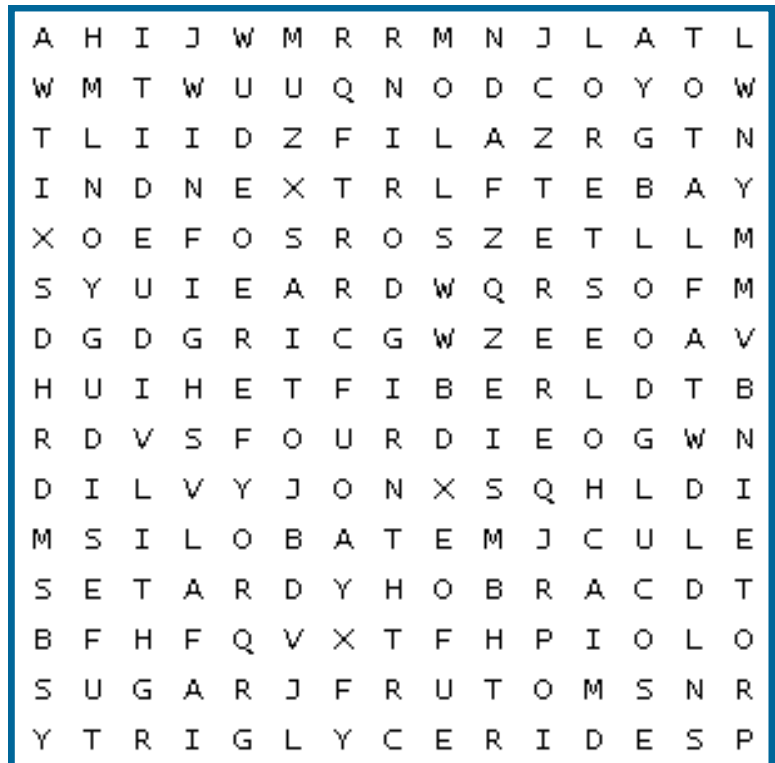 A H I J W M R R M N J L A T L
W M T W U U Q N O D C O Y O W
T L I I D Z F I L A Z R G T N
I N D N E X T R L F T E B A Y
X O E F O S R O S Z E T L L M
S Y U I E A R D W Q R S O F M
D G D G R I C G W Z E E O A V
H U I H E T F I B E R L D T B
R D V S F O U R D I E O G W N
D I L V Y J O N X S Q H L D I
M S I L O B A T E M J C U L E
S E T A R D Y H O B R A C D T
B F H F Q V X T F H P I O L O
S U G A R J F R U T O M S N R
Y T R I G L Y C E R I D E S P